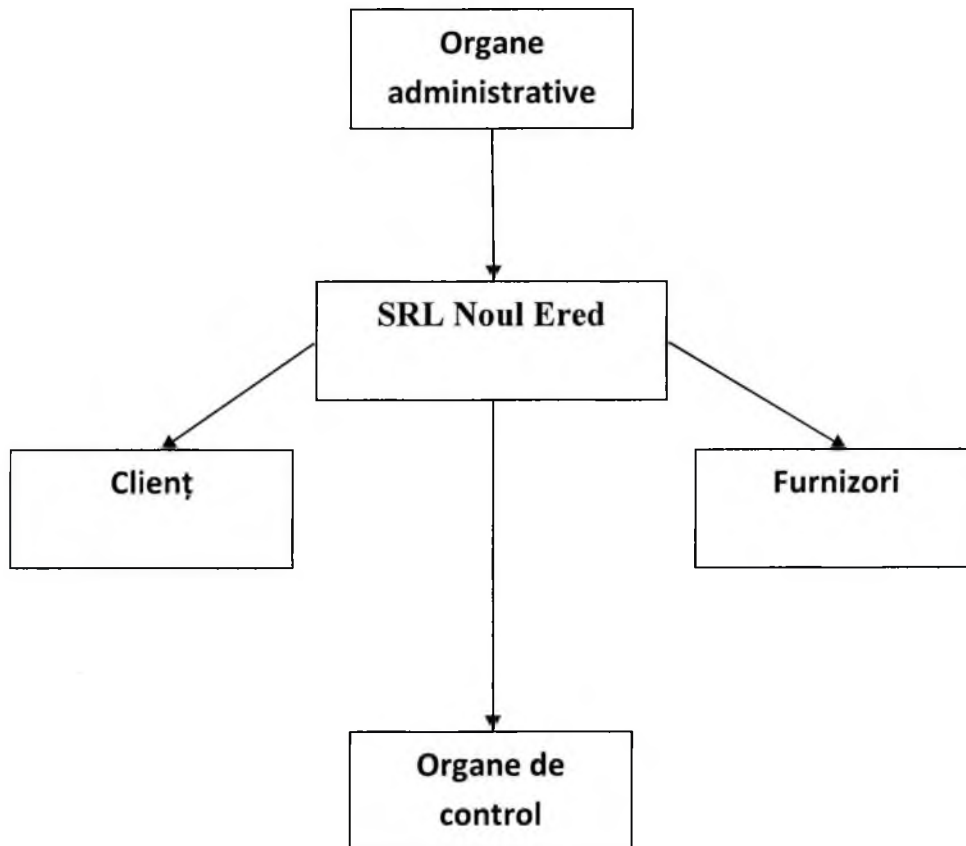 Organe
administrative
SRL Noul Ered
Clienț
Furnizori
Organe de
control